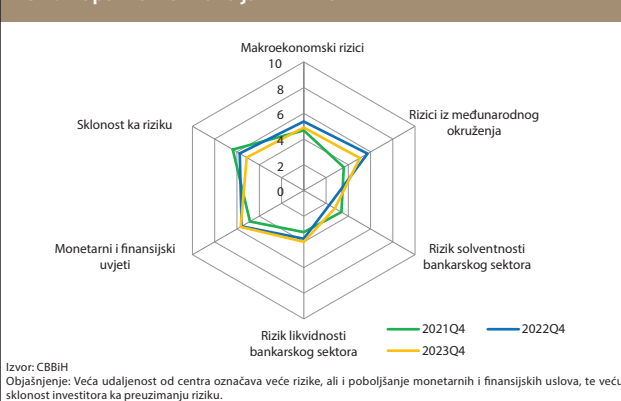 Makroekonomski rizici
10
8
6
4
2
0
Sklonost ka riziku
Rizici iz međunarodnog
okruženja
Monetarni i finansijski
uvjeti
Rizik solventnosti
bankarskog sektora
Rizik likvidnosti
bankarskog sektora
2021Q4
2022Q4
2023Q4
Izvor: CBBiH
Objašnjenje: Veća udaljenost od centra označava veće rizike, ali i poboljšanje monetarnih i finansijskih uslova, te veću
sklonost investitora ka preuzimanju riziku.